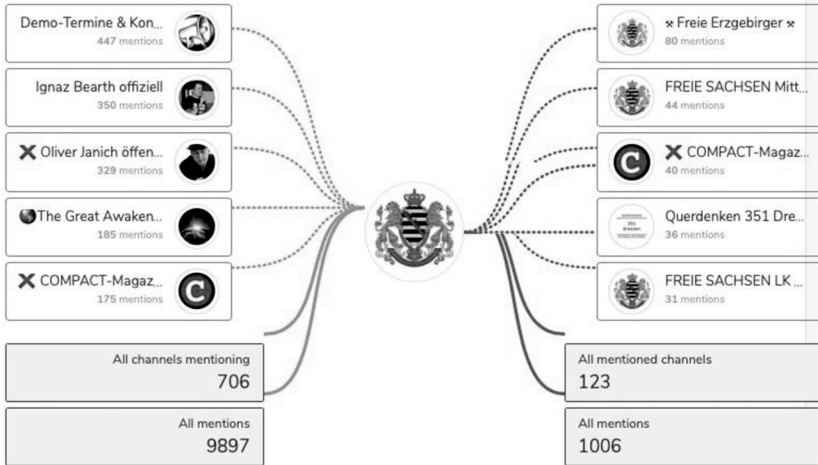 Demo-Termine & Kon...
447 mentions
Ignaz Bearth offiziell
350 mentions
❌ Oliver Janich öffen...
329 mentions
The Great Awaken...
185 mentions
❌ COMPACT-Magaz...
175 mentions
All channels mentioning
706
All mentions
9897
⚒ Freie Erzgebirger ⚒
80 mentions
FREIE SACHSEN Mitt...
44 mentions
❌ COMPACT-Magaz...
40 mentions
351
Querdenken 351 Dre...
36 mentions
FREIE SACHSEN LK ...
31 mentions
All mentioned channels
123
All mentions
1006